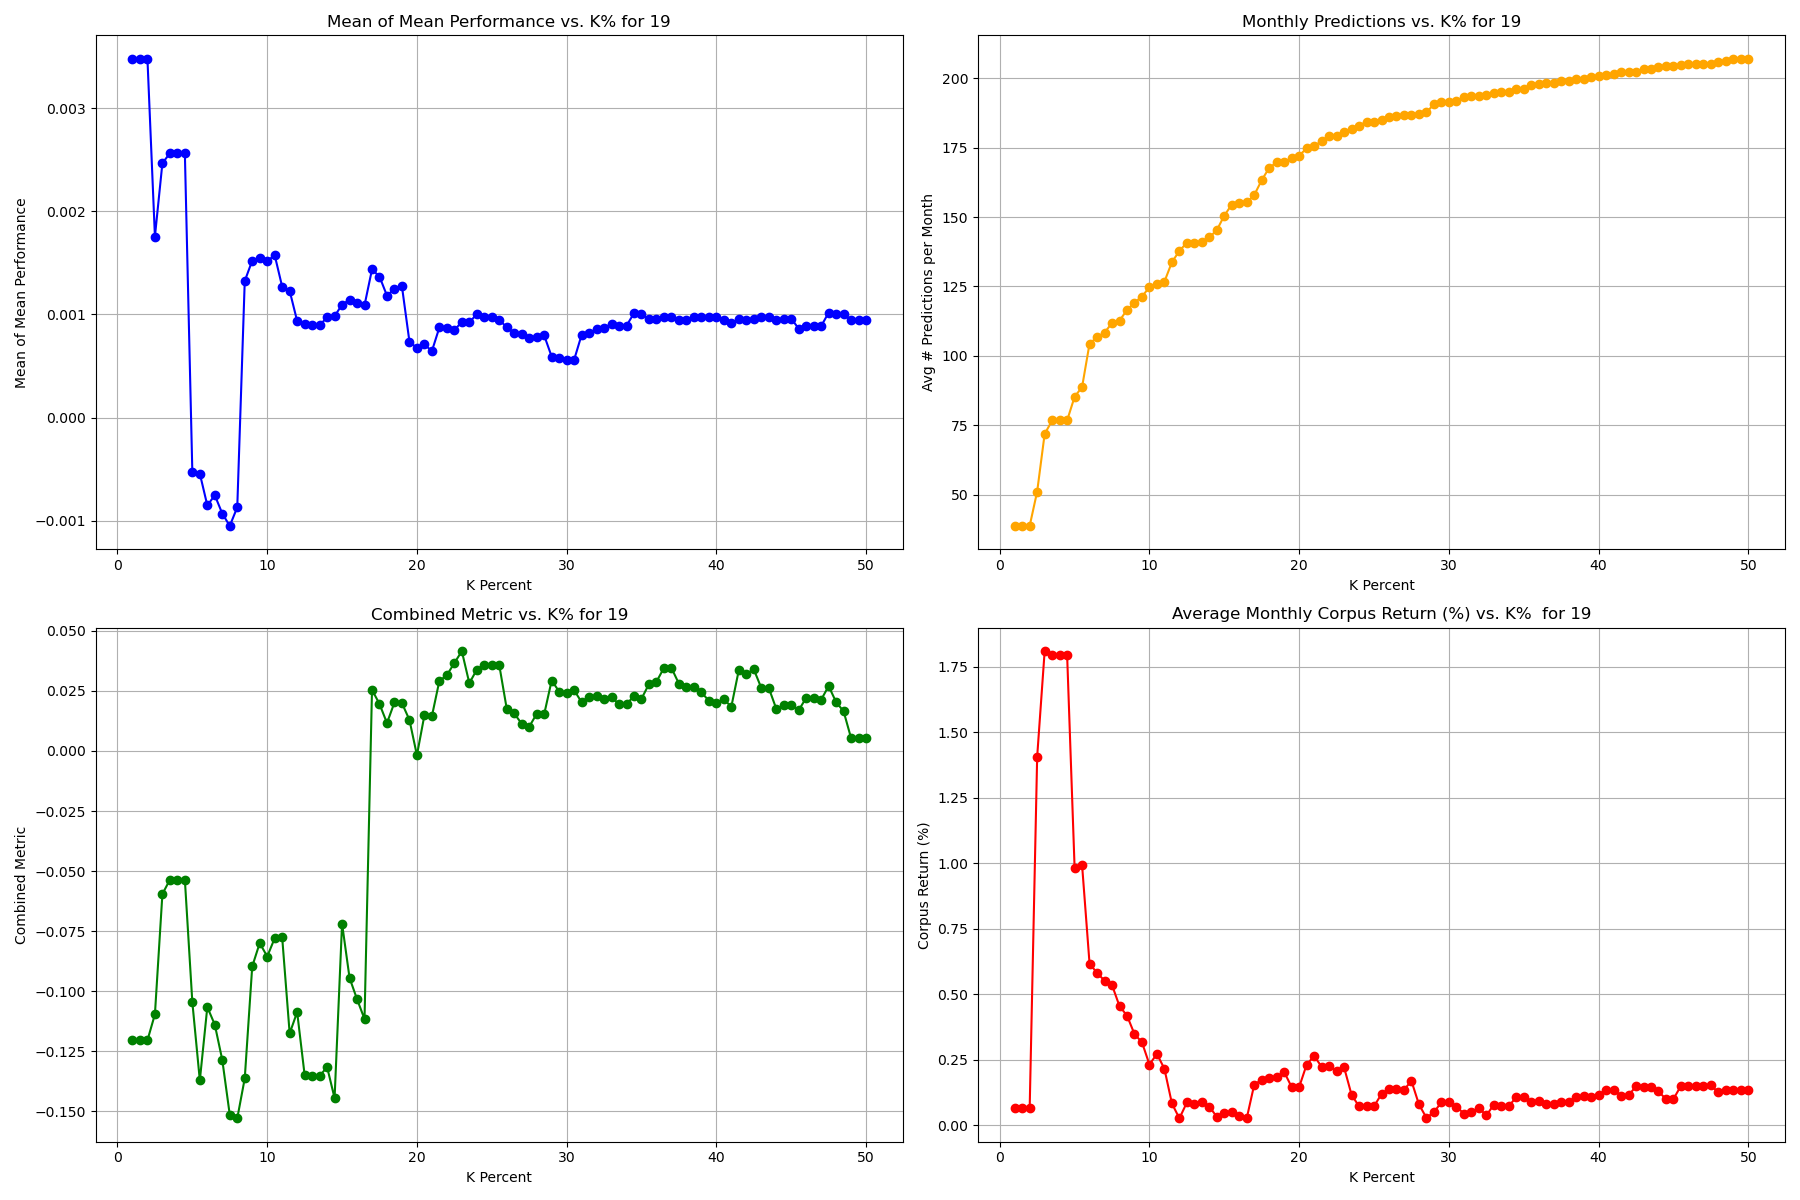 Mean of Mean Performance vs. K% for 19
Mean of Mean Performance
0.003
0.002
0.001
0.000
−0.001
0 10 20 30 40 50
K Percent
Monthly Predictions vs. K% for 19
Avg # Predictions per Month
200
175
150
125
100
75
50
0 10 20 30 40 50
K Percent
Combined Metric vs. K% for 19
Combined Metric
0.050
0.025
0.000
−0.025
−0.050
−0.075
−0.100
−0.125
−0.150
0 10 20 30 40 50
K Percent
Average Monthly Corpus Return (%) vs. K%  for 19
Corpus Return (%)
1.75
1.50
1.25
1.00
0.75
0.50
0.25
0.00
0 10 20 30 40 50
K Percent